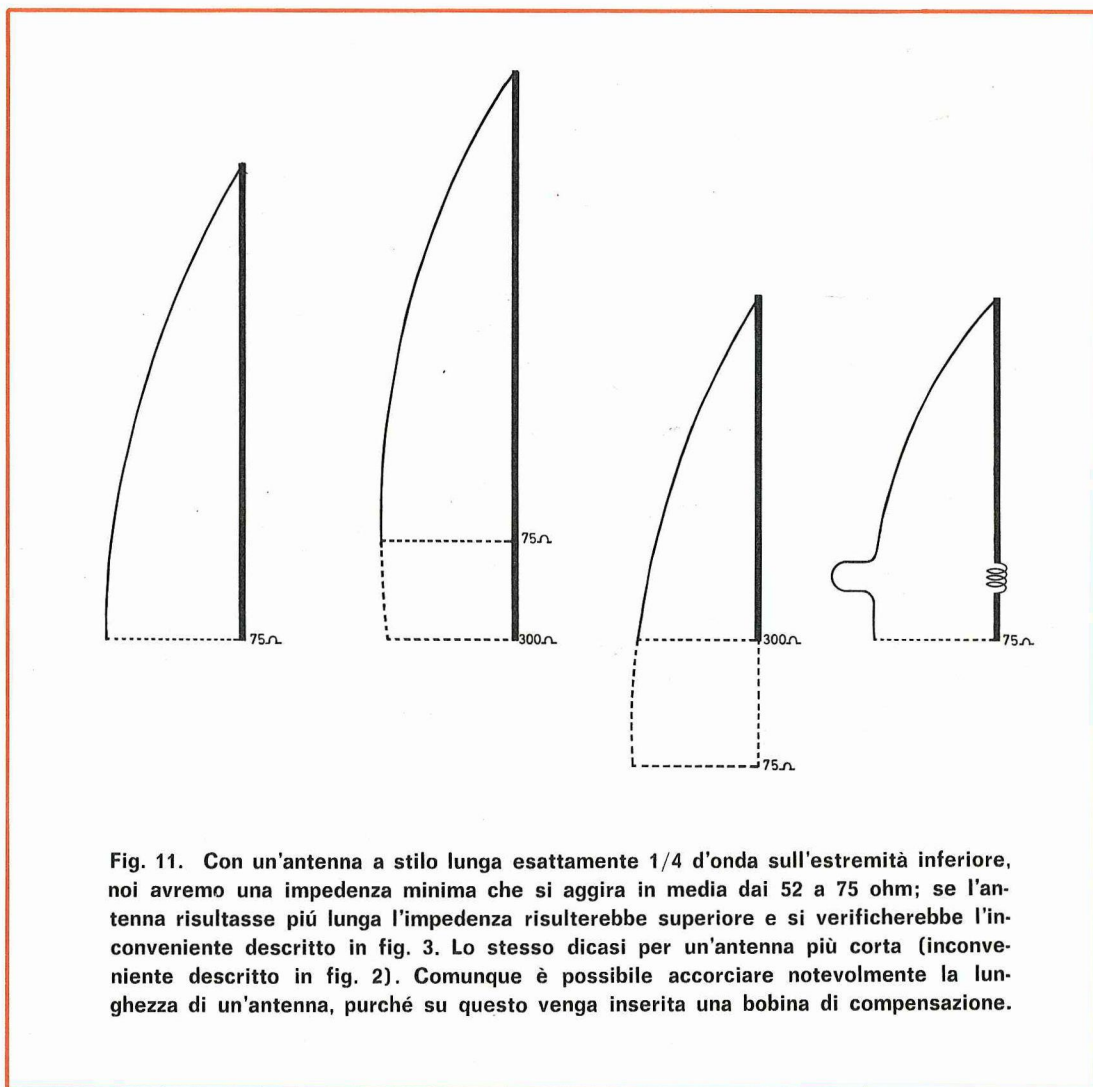 75Ω
75Ω
300Ω
300Ω
75Ω
75Ω
Fig. 11. Con un'antenna a stilo lunga esattamente 1/4 d'onda sull'estremità inferiore,
noi avremo una impedenza minima che si aggira in media dai 52 a 75 ohm; se l'an-
tenna risultasse piú lunga l'impedenza risulterebbe superiore e si verificherebbe l'in-
conveniente descritto in fig. 3. Lo stesso dicasi per un'antenna più corta (inconve-
niente descritto in fig. 2). Comunque è possibile accorciare notevolmente la lun-
ghezza di un'antenna, purché su questo venga inserita una bobina di compensazione.